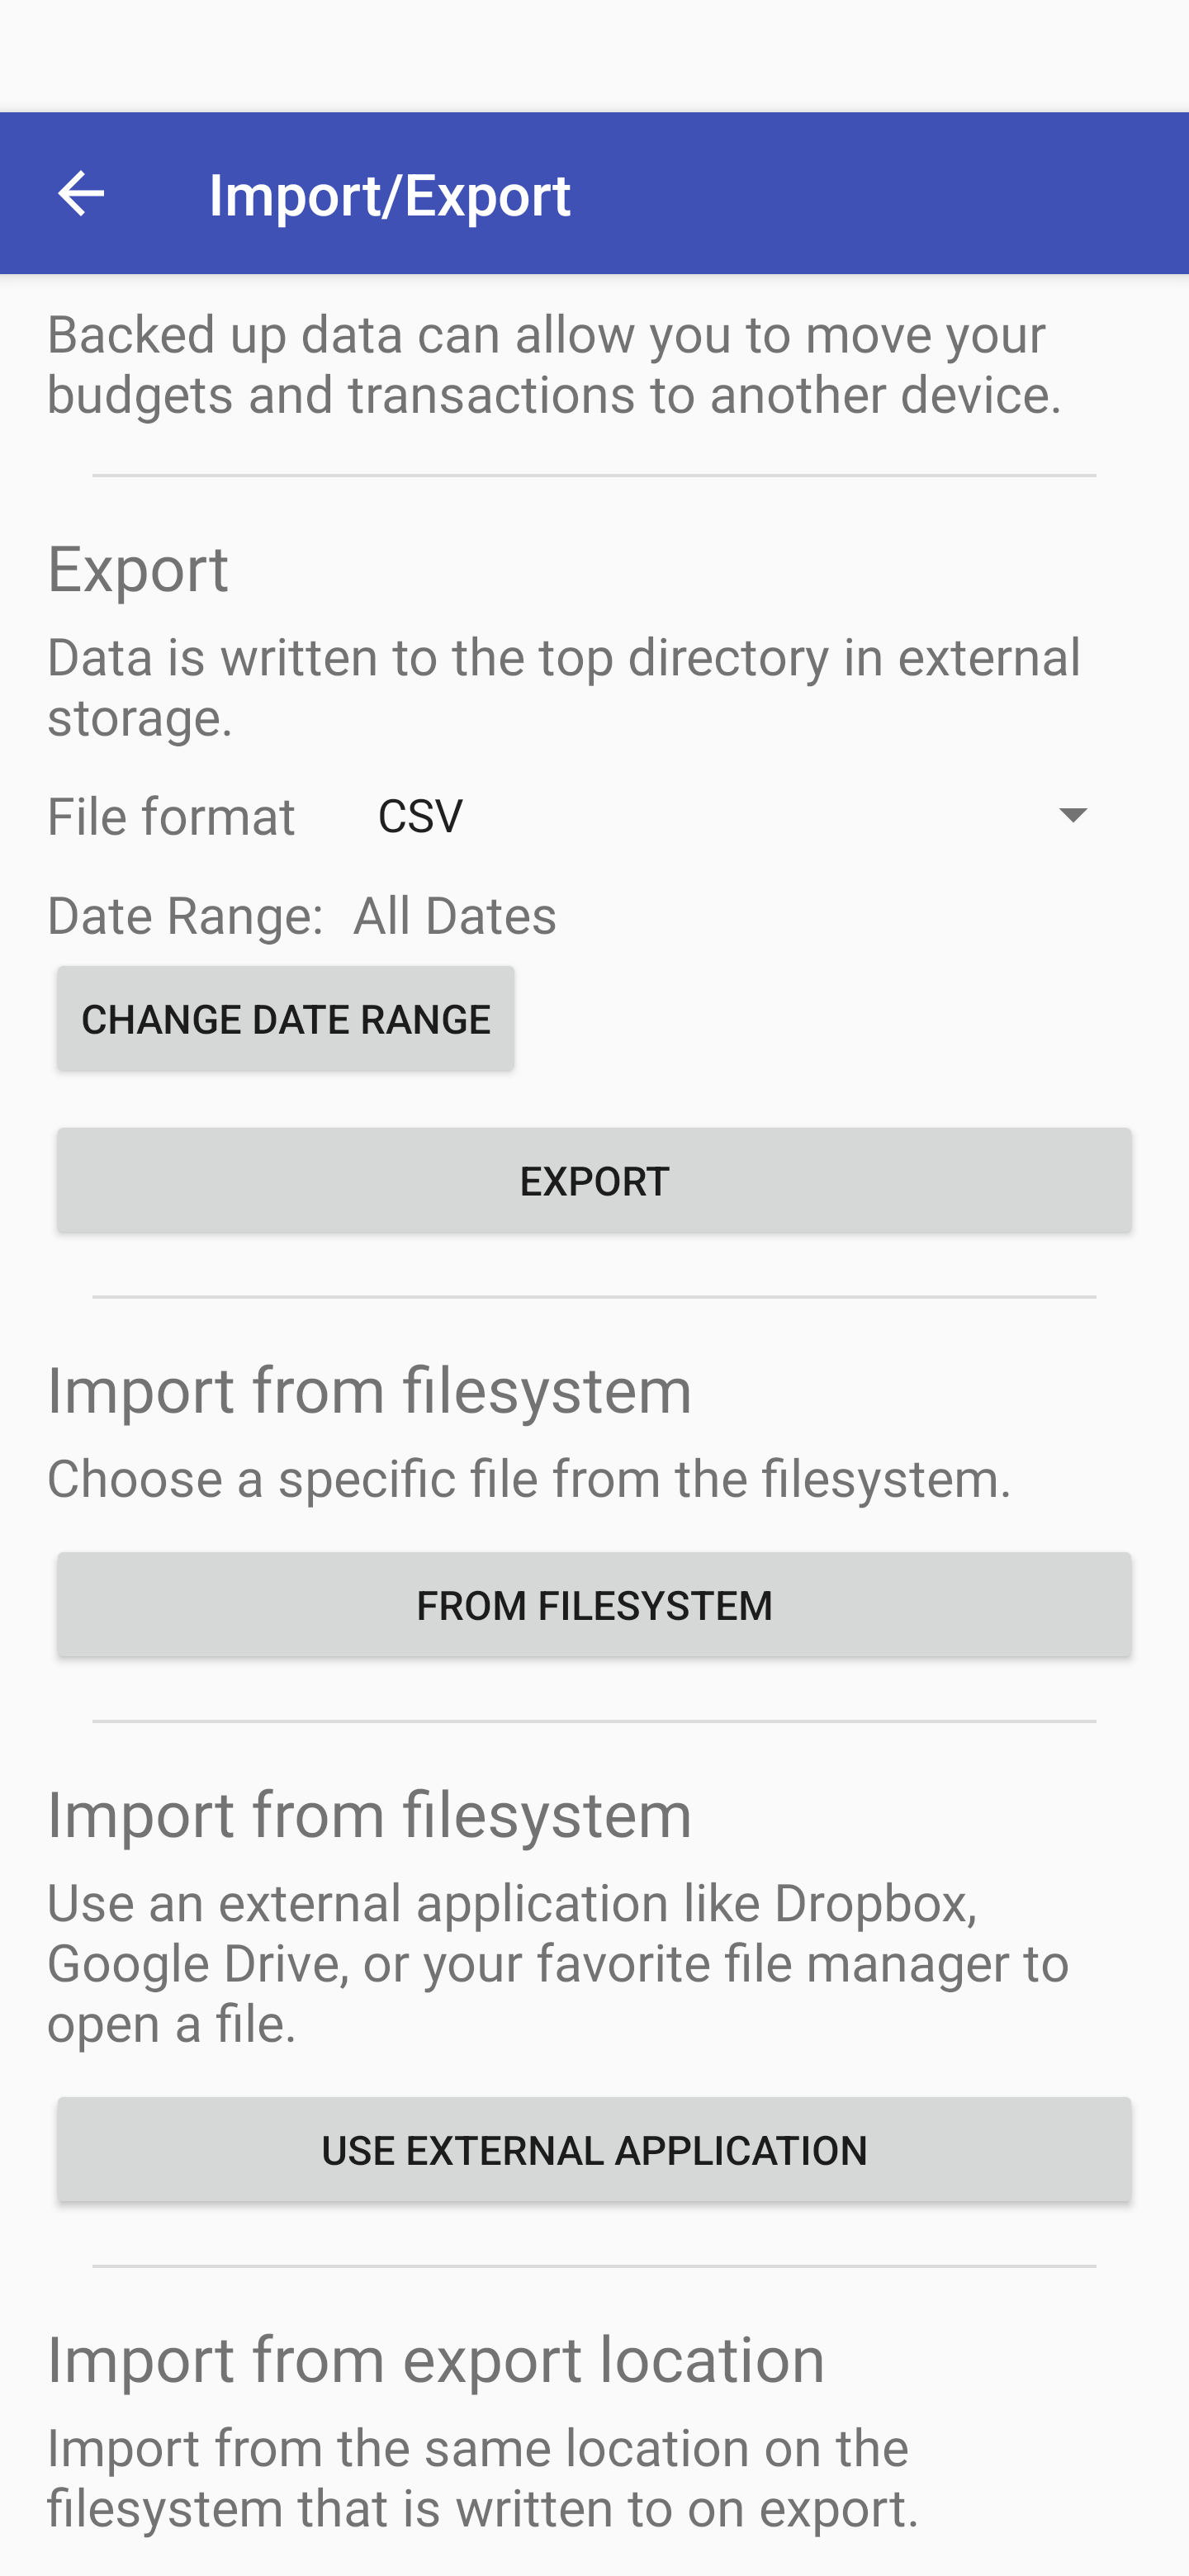 Import/Export
Backed up data can allow you to move your
budgets and transactions to another device.
Export
Data is written to the top directory in external
storage.
File format CSV
Date Range: All Dates
CHANGE DATE RANGE
EXPORT
Import from filesystem
Choose a specific file from the filesystem.
FROM FILESYSTEM
Import from filesystem
Use an external application like Dropbox,
Google Drive, or your favorite file manager to
open a file.
USE EXTERNAL APPLICATION
Import from export location
Import from the same location on the
filesystem that is written to on export.